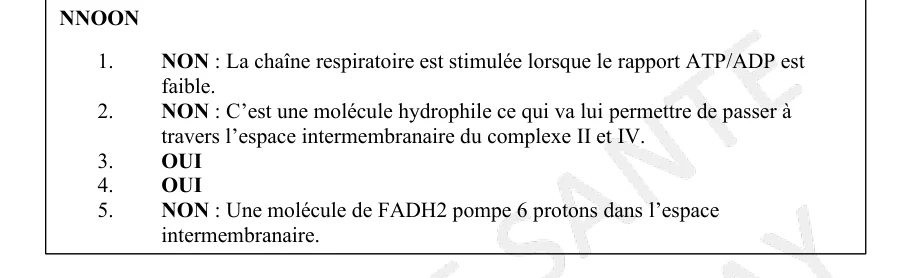 NNOON
1. NON : La chaîne respiratoire est stimulée lorsque le rapport ATP/ADP est
faible.
2. NON : C’est une molécule hydrophile ce qui va lui permettre de passer à
travers l’espace intermembranaire du complexe II et IV.
3. OUI
4. OUI
5. NON : Une molécule de FADH2 pompe 6 protons dans l’espace
intermembranaire.